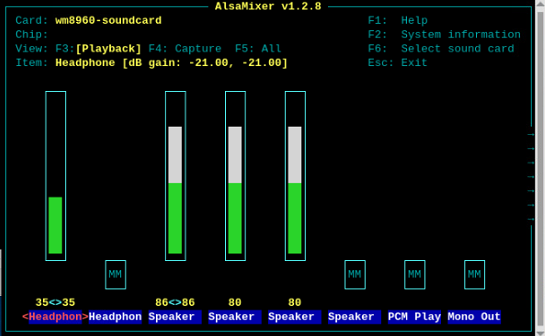 AlsaMixer v1.2.8
Card: wm8960-soundcard F1: Help
Chip: F2: System information
View: F3:[Playback] F4: Capture F5: All F6: Select sound card
Item: Headphone [dB gain: -21.00, -21.00] Esc: Exit
MM MM MM MM
35<>35 86<>86 80 80
<Headphon>Headphon Speaker Speaker Speaker Speaker PCM Play Mono Out